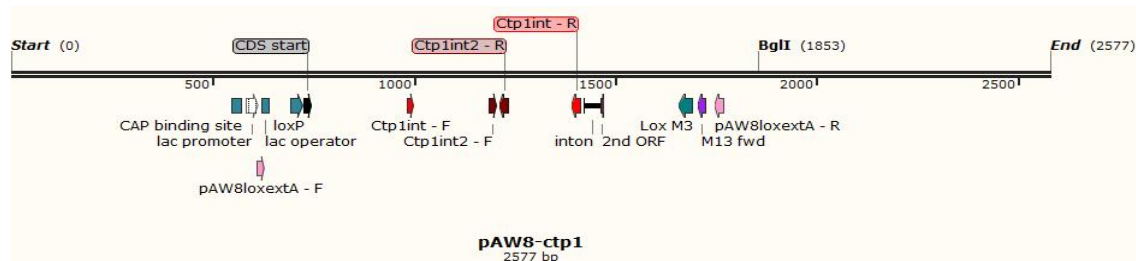 Ctp1int - R
Start (0)
CDS start
Ctp1int2 - R
BglI (1853)
End (2577)
500
1000
1500
2000
2500
CAP binding site
loxP
Ctp1int - F
Lox M3
pAW8loxextA - R
lac promoter
lac operator
Ctp1int2 - F
inton
2nd ORF
M13 fwd
pAW8loxextA - F
pAW8-ctp1
2577 bp